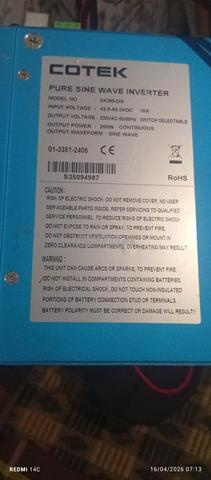 COTEK
PURE SINE WAVE INVERTER
MODEL NO : SK350-248
INPUT VOLTAGE : 42.0-60.0VDC 10A
OUTPUT VOLTAGE : 230VAC 50/60Hz SWITCH SELECTABLE
OUTPUT POWER : 350W CONTINUOUS
OUTPUT WAVEFORM : SINE WAVE
01-3351-2408
RoHS
S35094987
CAUTION :
RISK OF ELECTRIC SHOCK, DO NOT REMOVE COVER, NO USER
SERVICEABLE PARTS INSIDE, REFER SERVICING TO QUALIFIED
SERVICE PERSONNEL, TO REDUCE RISKS OF ELECTRIC SHOCK
DO NOT EXPOSE TO RAIN OR SPRAY, TO PREVENT FIRE
DO NOT OBSTRUCT VENTILATION OPENINGS OR MOUNT IN
ZERO CLEARANCE COMPARTMENTS, OVERHEATING MAY RESULT
WARNING :
THIS UNIT CAN CAUSE ARCS OR SPARKS, TO PREVENT FIRE,
DO NOT INSTALL IN COMPARTMENTS CONTAINING BATTERIES,
RISK OF ELECTRICAL SHOCK, DO NOT TOUCH NON-INSULATED
PORTIONS OF BATTERY CONNECTION STUD OR TERMINALS.
BATTERY POLARITY MUST BE CORRECT OR DAMAGE WILL RESULT
REDMI 14C
16/04/2026 07:13